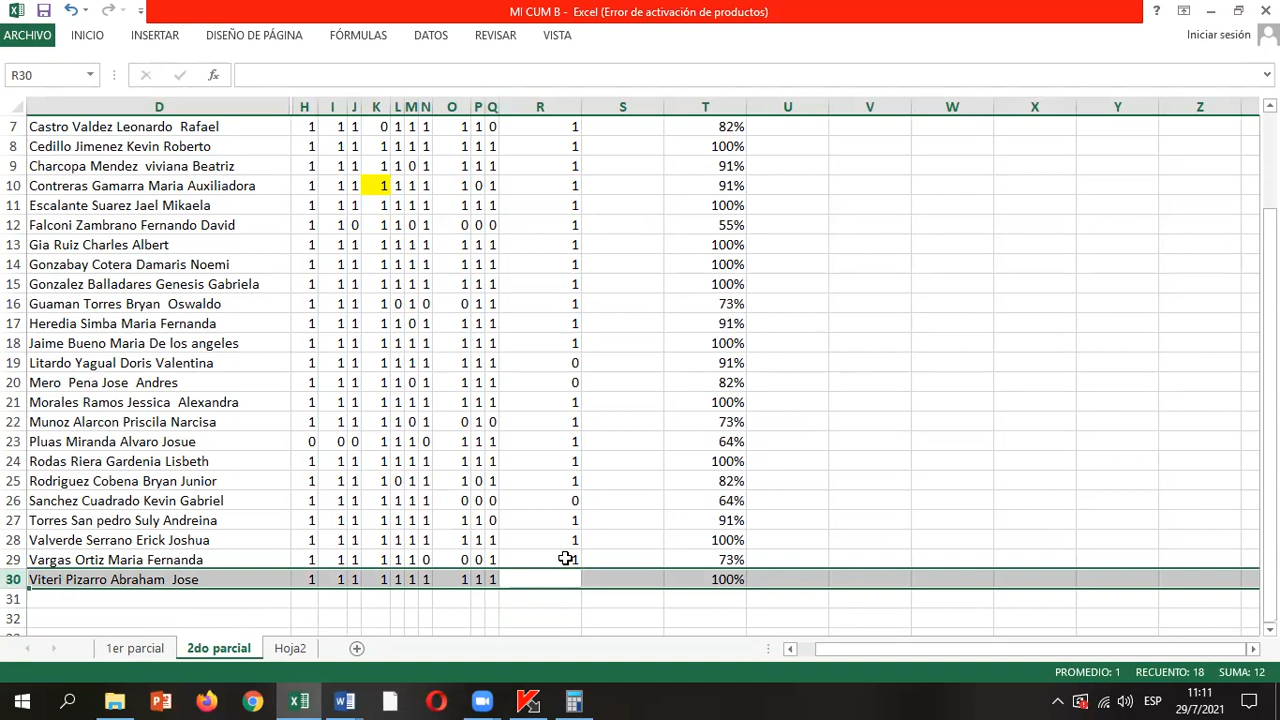 MI CUM B - Excel (Error de activación de productos)
?
ARCHIVO INICIO INSERTAR DISEÑO DE PÁGINA FÓRMULAS DATOS REVISAR VISTA Iniciar sesión
R30 fx
D H I J K L M N O P Q R S T U V W X Y Z
7 Castro Valdez Leonardo Rafael 1 1 1 0 1 1 1 1 1 0 1 82%
8 Cedillo Jimenez Kevin Roberto 1 1 1 1 1 1 1 1 1 1 1 100%
9 Charcopa Mendez viviana Beatriz 1 1 1 1 1 0 1 1 1 1 1 91%
10 Contreras Gamarra Maria Auxiliadora 1 1 1 1 1 1 1 1 0 1 1 91%
11 Escalante Suarez Jael Mikaela 1 1 1 1 1 1 1 1 1 1 1 100%
12 Falconi Zambrano Fernando David 1 1 0 1 1 0 1 0 0 0 1 55%
13 Gia Ruiz Charles Albert 1 1 1 1 1 1 1 1 1 1 1 100%
14 Gonzabay Cotera Damaris Noemi 1 1 1 1 1 1 1 1 1 1 1 100%
15 Gonzalez Balladares Genesis Gabriela 1 1 1 1 1 1 1 1 1 1 1 100%
16 Guaman Torres Bryan Oswaldo 1 1 1 1 0 1 0 0 1 1 1 73%
17 Heredia Simba Maria Fernanda 1 1 1 1 1 0 1 1 1 1 1 91%
18 Jaime Bueno Maria De los angeles 1 1 1 1 1 1 1 1 1 1 1 100%
19 Litardo Yagual Doris Valentina 1 1 1 1 1 1 1 1 1 1 0 91%
20 Mero Pena Jose Andres 1 1 1 1 1 0 1 1 1 1 0 82%
21 Morales Ramos Jessica Alexandra 1 1 1 1 1 1 1 1 1 1 1 100%
22 Munoz Alarcon Priscila Narcisa 1 1 1 1 1 0 1 0 1 0 1 73%
23 Pluas Miranda Alvaro Josue 0 0 0 1 1 1 0 1 1 1 1 64%
24 Rodas Riera Gardenia Lisbeth 1 1 1 1 1 1 1 1 1 1 1 100%
25 Rodriguez Cobena Bryan Junior 1 1 1 1 0 1 1 1 0 1 1 82%
26 Sanchez Cuadrado Kevin Gabriel 1 1 1 1 1 1 1 0 0 0 0 64%
27 Torres San pedro Suly Andreina 1 1 1 1 1 1 1 1 1 0 1 91%
28 Valverde Serrano Erick Joshua 1 1 1 1 1 1 1 1 1 1 1 100%
29 Vargas Ortiz Maria Fernanda 1 1 1 1 1 1 0 0 0 1 1 73%
30 Viteri Pizarro Abraham Jose 1 1 1 1 1 1 1 1 1 1 100%
31
32
1er parcial 2do parcial Hoja2
PROMEDIO: 1 RECUENTO: 18 SUMA: 12
ESP 11:11
29/7/2021